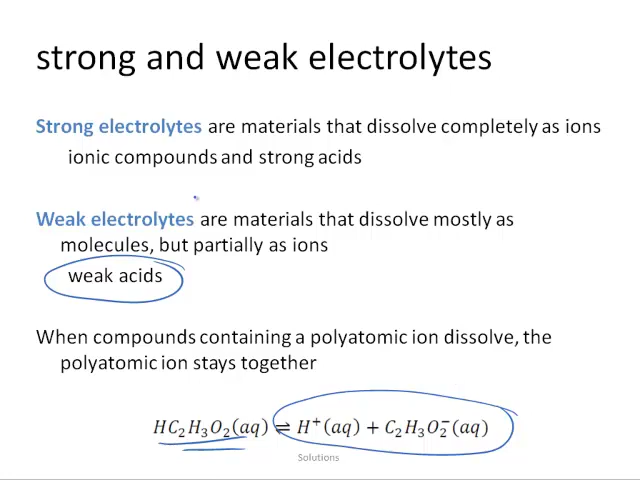 strong and weak electrolytes
Strong electrolytes are materials that dissolve completely as ions
ionic compounds and strong acids
Weak electrolytes are materials that dissolve mostly as
molecules, but partially as ions
weak acids
When compounds containing a polyatomic ion dissolve, the
polyatomic ion stays together
HC₂H₃O₂(aq) ⇌ H⁺(aq) + C₂H₃O₂⁻(aq)
Solutions